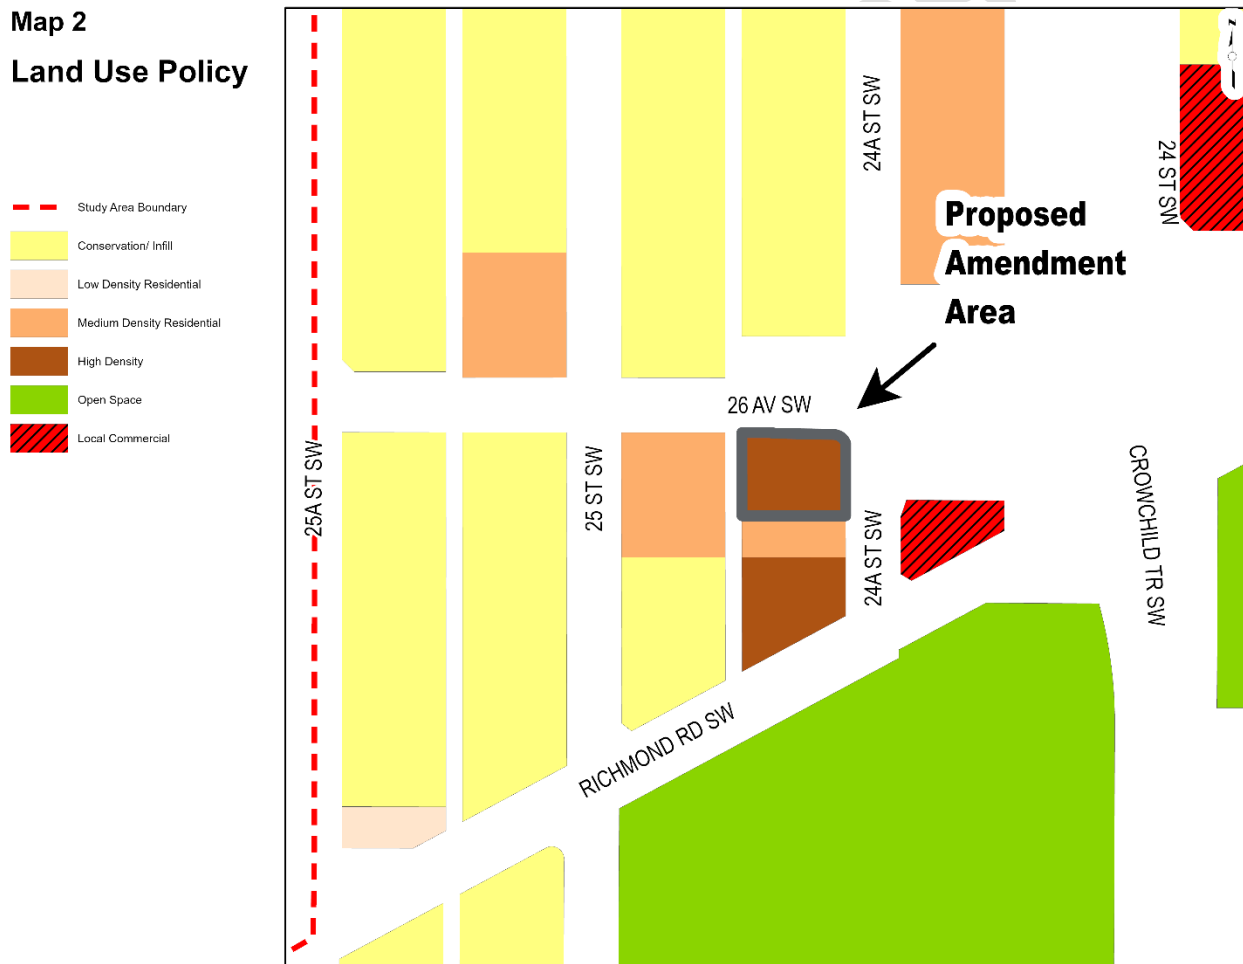 Map 2
Land Use Policy
Study Area Boundary
Conservation/ Infill
Low Density Residential
Medium Density Residential
High Density
Open Space
Local Commercial
24A ST SW
24 ST SW
N
Proposed
Amendment
Area
26 AV SW
25A ST SW
25 ST SW
24A ST SW
CROWCHILD TR SW
RICHMOND RD SW